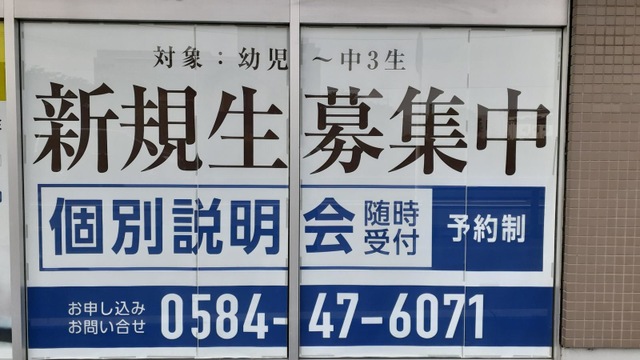 対象：幼児～中3生
新規生募集中
個別説明会 随時受付 予約制
お申し込み
お問い合せ 0584-47-6071